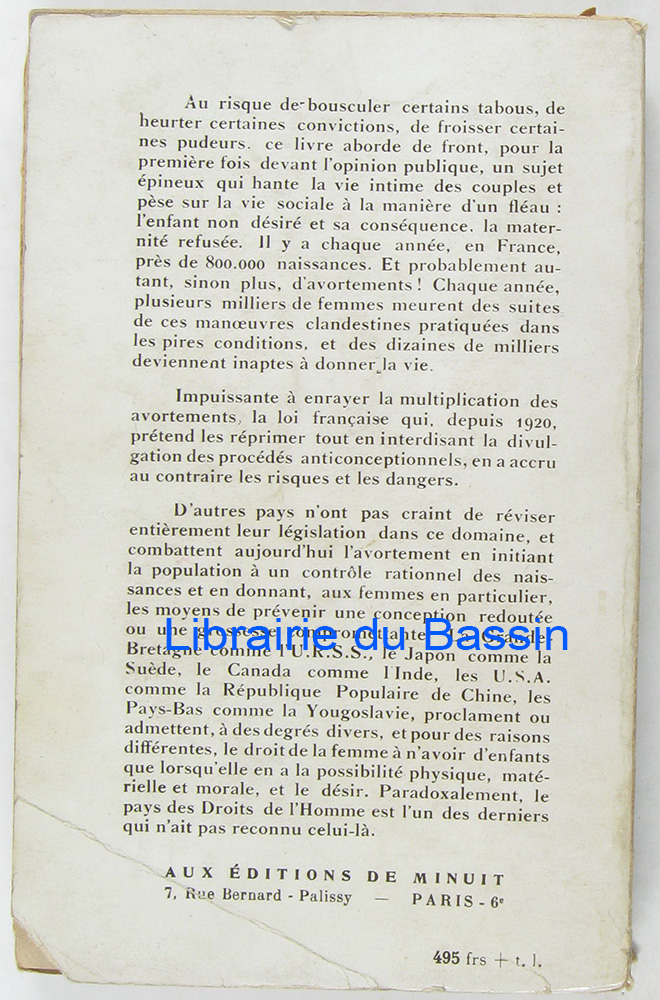 Au risque de bousculer certains tabous, de
heurter certaines convictions, de froisser certai-
nes pudeurs. ce livre aborde de front, pour la
première fois devant l'opinion publique, un sujet
épineux qui hante la vie intime des couples et
pèse sur la vie sociale à la manière d'un fléau :
l'enfant non désiré et sa conséquence. la mater-
nité refusée. Il y a chaque année, en France,
près de 800.000 naissances. Et probablement au-
tant, sinon plus, d'avortements ! Chaque année,
plusieurs milliers de femmes meurent des suites
de ces manœuvres clandestines pratiquées dans
les pires conditions, et des dizaines de milliers
deviennent inaptes à donner la vie.
Impuissante à enrayer la multiplication des
avortements, la loi française qui, depuis 1920,
prétend les réprimer tout en interdisant la divul-
gation des procédés anticonceptionnels, en a accru
au contraire les risques et les dangers.
D'autres pays n'ont pas craint de réviser
entièrement leur législation dans ce domaine, et
combattent aujourd'hui l'avortement en initiant
la population à un contrôle rationnel des nais-
sances et en donnant, aux femmes en particulier,
les moyens de prévenir une conception redoutée
ou une grossesse compromettante. La Grande-
Librairie du Bassin
Bretagne comme l'U.R.S.S., le Japon comme la
Suède, le Canada comme l'Inde, les U.S.A.
comme la République Populaire de Chine, les
Pays-Bas comme la Yougoslavie, proclament ou
admettent, à des degrés divers, et pour des raisons
différentes, le droit de la femme à n'avoir d'enfants
que lorsqu'elle en a la possibilité physique, maté-
rielle et morale, et le désir. Paradoxalement, le
pays des Droits de l'Homme est l'un des derniers
qui n'ait pas reconnu celui-là.
AUX ÉDITIONS DE MINUIT
7, Rue Bernard - Palissy — PARIS - 6e
495 frs + t. l.